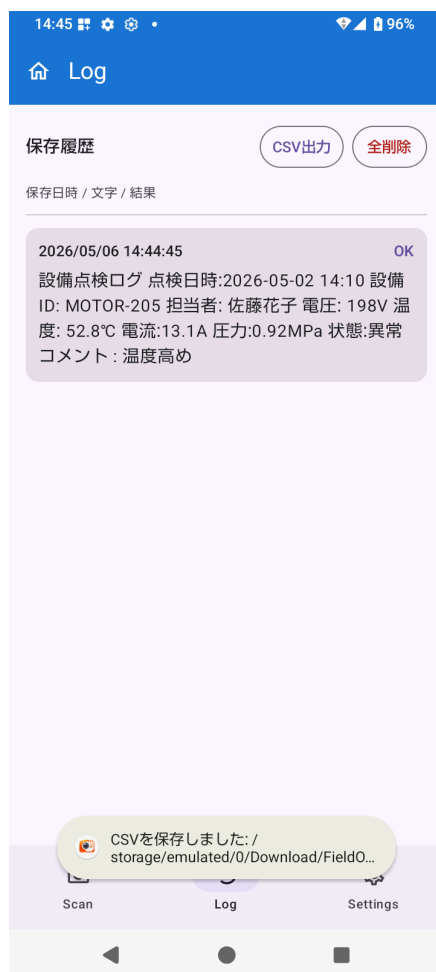 14:45 96%
Log
保存履歴 CSV出力 全削除
保存日時 / 文字 / 結果
2026/05/06 14:44:45 OK
設備点検ログ 点検日時:2026-05-02 14:10 設備
ID: MOTOR-205 担当者: 佐藤花子 電圧: 198V 温
度: 52.8℃ 電流:13.1A 圧力:0.92MPa 状態:異常
コメント : 温度高め
CSVを保存しました: /
storage/emulated/0/Download/FieldO...
Scan Log Settings